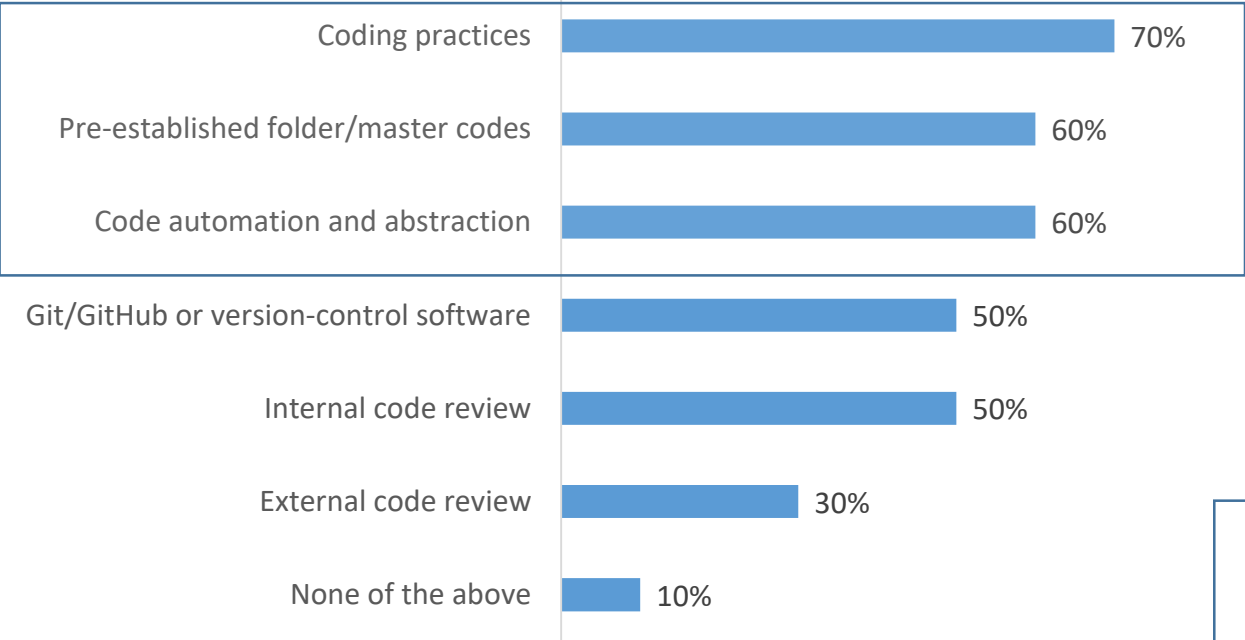 Coding practices 70%
Pre-established folder/master codes 60%
Code automation and abstraction 60%
Git/GitHub or version-control software 50%
Internal code review 50%
External code review 30%
None of the above 10%